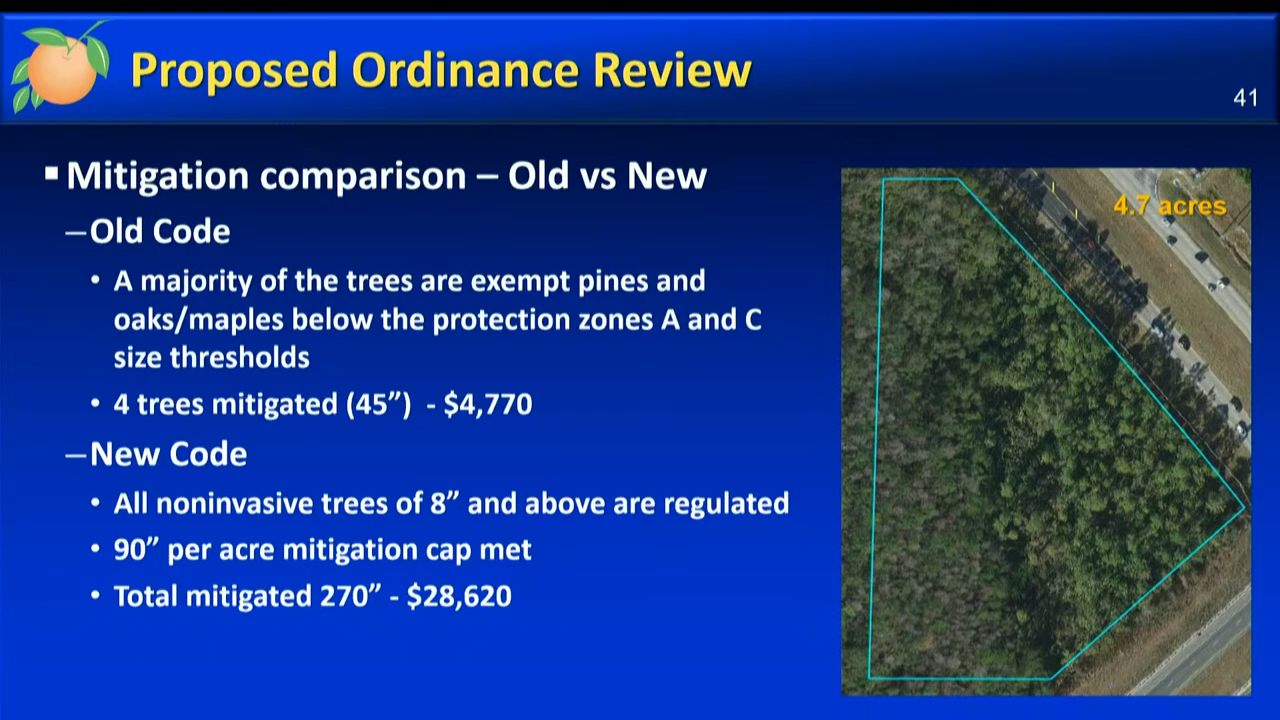 Proposed Ordinance Review
41
▪ Mitigation comparison – Old vs New
–Old Code
• A majority of the trees are exempt pines and
oaks/maples below the protection zones A and C
size thresholds
• 4 trees mitigated (45”) - $4,770
–New Code
• All noninvasive trees of 8” and above are regulated
• 90” per acre mitigation cap met
• Total mitigated 270” - $28,620
4.7 acres